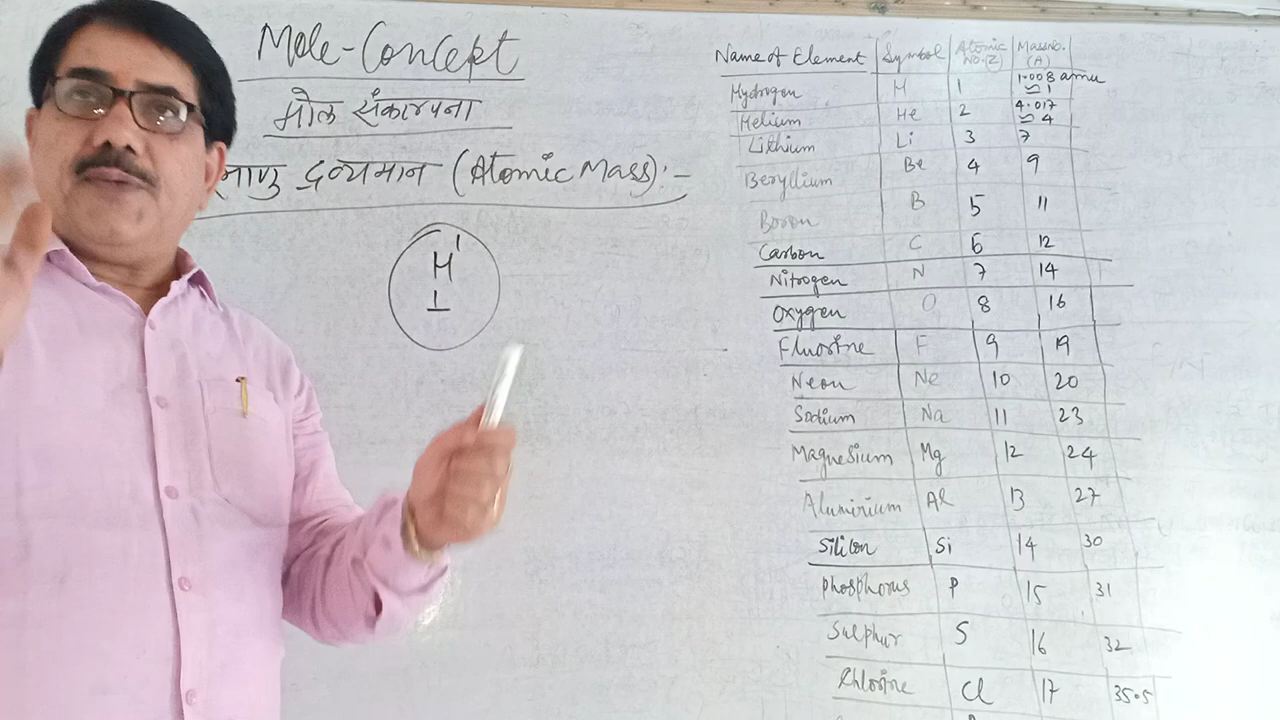 Mole-Concept
मोल संकल्पना
द्रव्यमान (Atomic Mass):-
1
H
1
Name of Element Symbol Atomic No.(Z) Mass No. (A)
Hydrogen H 1 1.008 amu ≃ 1
Helium He 2 4.017 ≃ 4
Lithium Li 3 7
Beryllium Be 4 9
Boron B 5 11
Carbon C 6 12
Nitrogen N 7 14
Oxygen O 8 16
Fluorine F 9 19
Neon Ne 10 20
Sodium Na 11 23
Magnesium Mg 12 24
Aluminium Al 13 27
Silicon Si 14 30
Phosphorus P 15 31
Sulphur S 16 32
Chlorine Cl 17 35.5